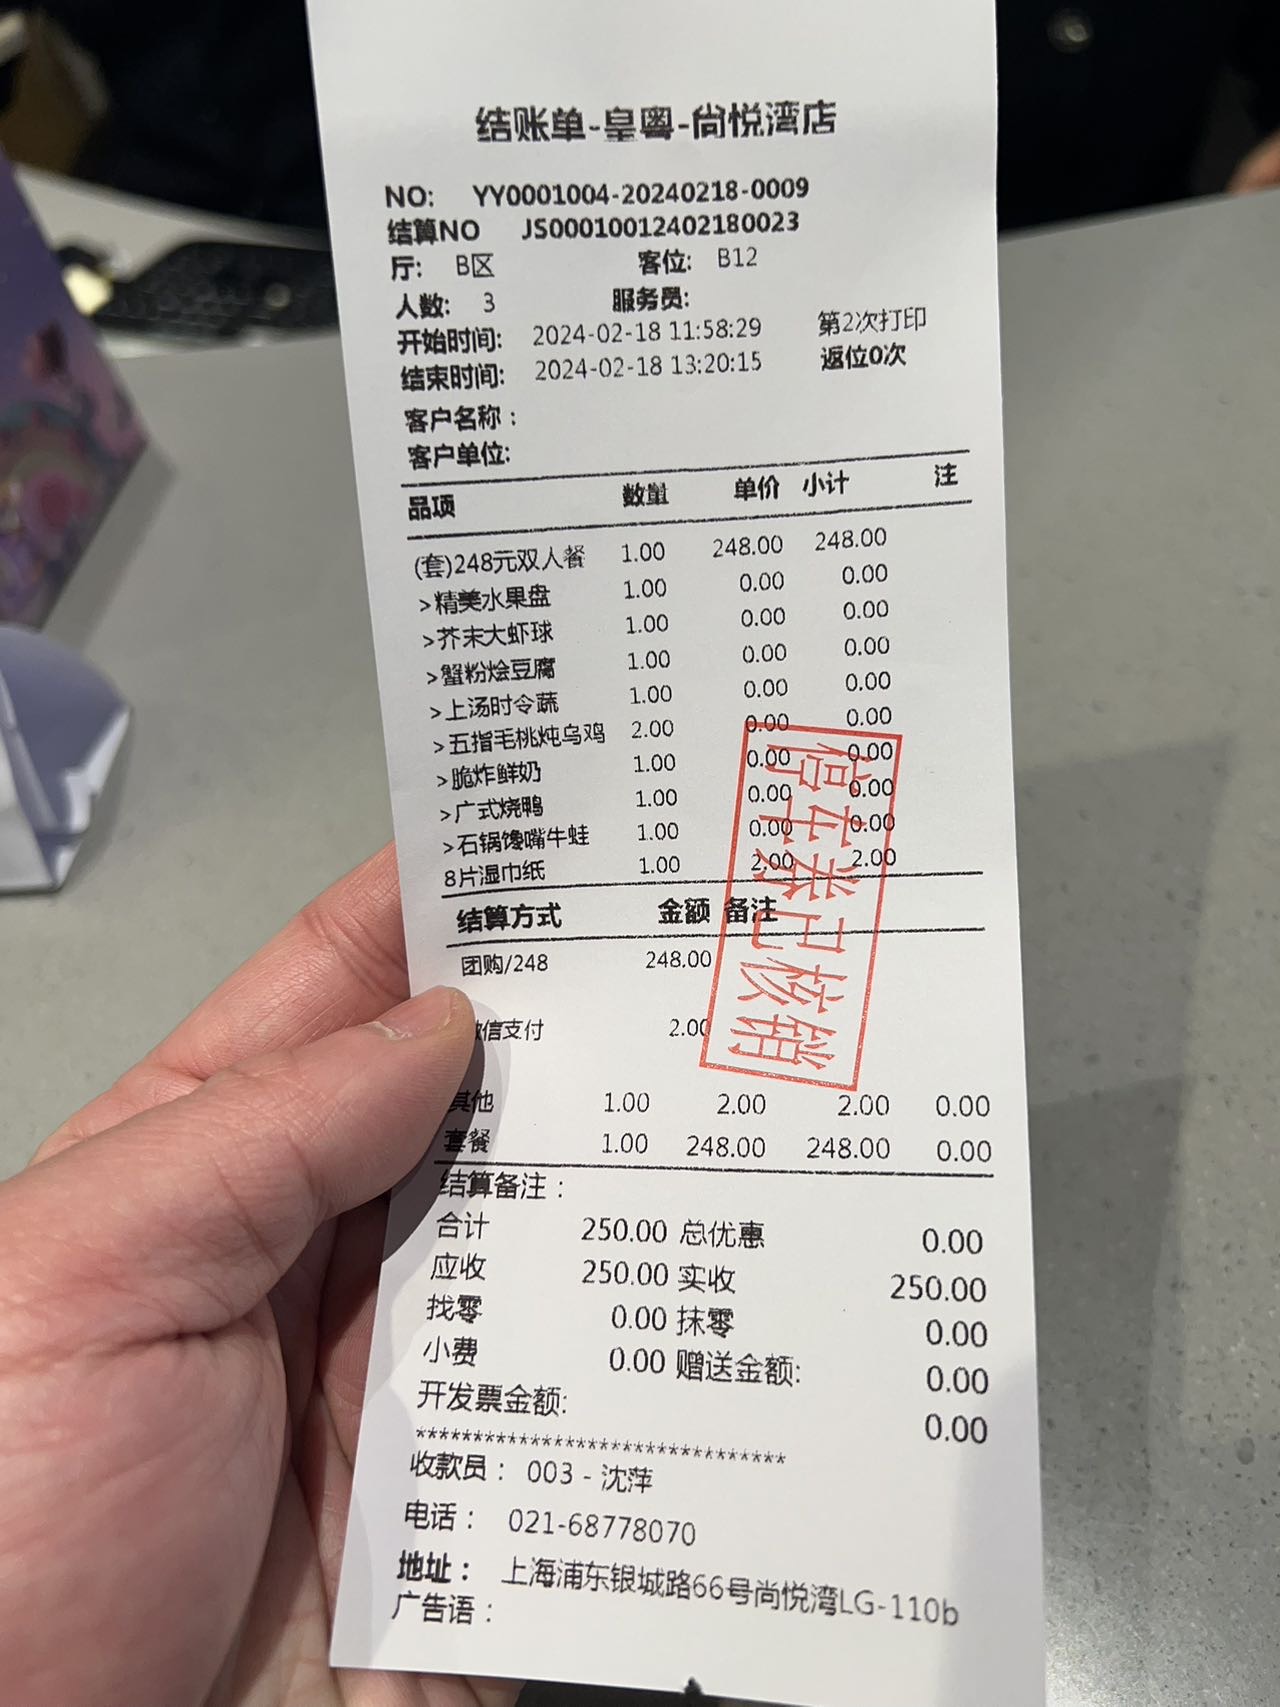 结账单-皇粤-尚悦湾店
NO: YY0001004-20240218-0009
结算NO JS00010012402180023
厅: B区 客位: B12
人数: 3 服务员:
开始时间: 2024-02-18 11:58:29 第2次打印
结束时间: 2024-02-18 13:20:15 返位0次
客户名称:
客户单位:
品项 数量 单价 小计 注
(套)248元双人餐 1.00 248.00 248.00
>精美水果盘 1.00 0.00 0.00
>芥末大虾球 1.00 0.00 0.00
>蟹粉烩豆腐 1.00 0.00 0.00
>上汤时令蔬 1.00 0.00 0.00
>五指毛桃炖乌鸡 2.00 0.00 0.00
>脆炸鲜奶 1.00 0.00 0.00
>广式烧鸭 1.00 0.00 0.00
>石锅馋嘴牛蛙 1.00 0.00 0.00
8片湿巾纸 1.00 2.00 2.00
停车券已核销
结算方式 金额 备注
团购/248 248.00
微信支付 2.00
其他 1.00 2.00 2.00 0.00
套餐 1.00 248.00 248.00 0.00
结算备注:
合计 250.00 总优惠 0.00
应收 250.00 实收 250.00
找零 0.00 抹零 0.00
小费 0.00 赠送金额: 0.00
开发票金额: 0.00
********************************
收款员: 003 - 沈萍
电话: 021-68778070
地址: 上海浦东银城路66号尚悦湾LG-110b
广告语: